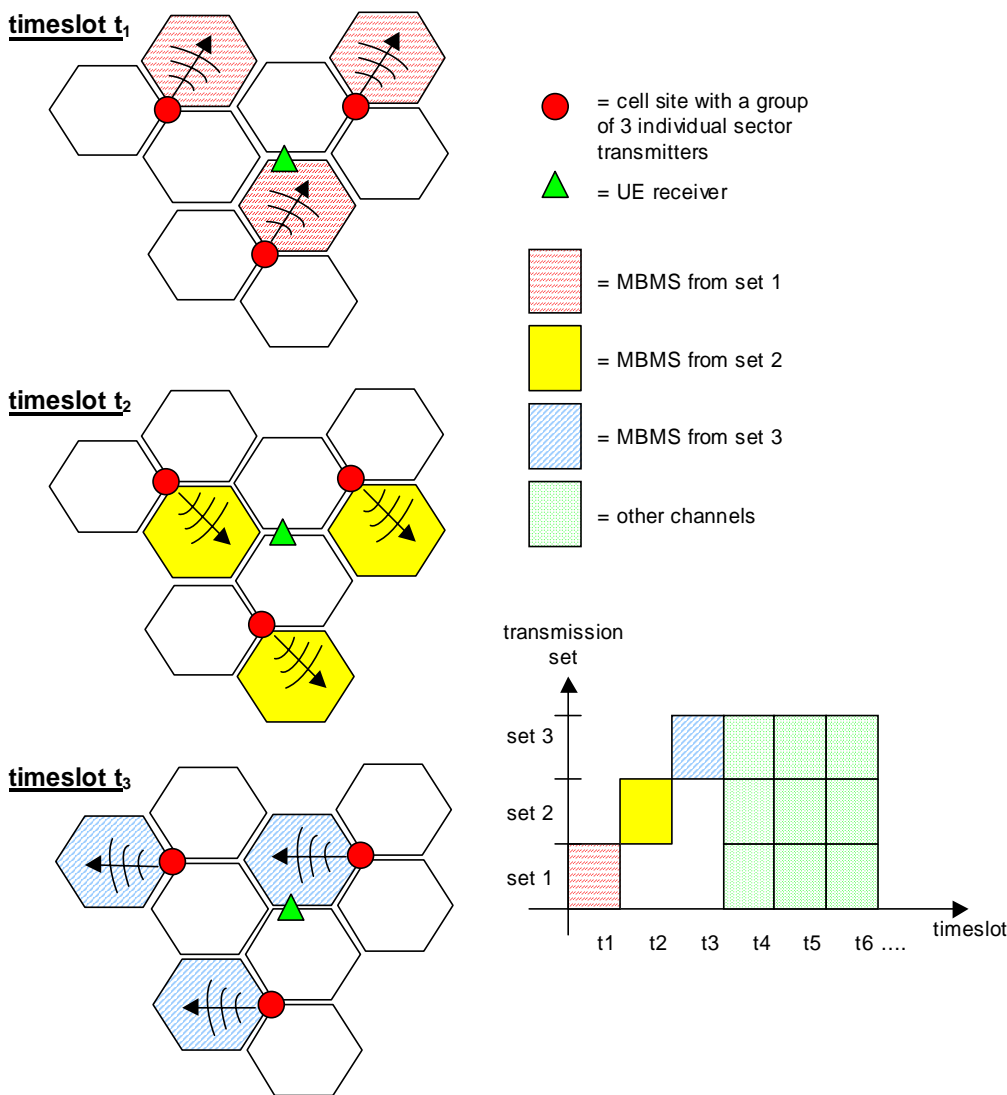 timeslot t1
= cell site with a group
of 3 individual sector
transmitters
= UE receiver
= MBMS from set 1
= MBMS from set 2
= MBMS from set 3
= other channels
timeslot t2
timeslot t3
transmission
set
set 3
set 2
set 1
t1 t2 t3 t4 t5 t6 ....
timeslot